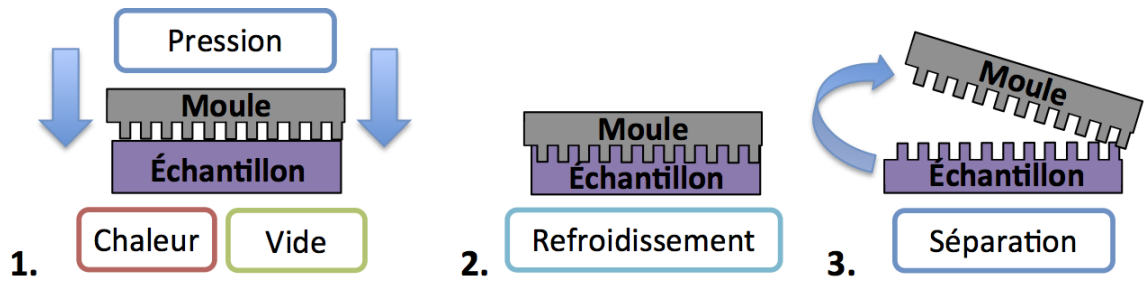 Pression
Moule
Échantillon
Chaleur
Vide
1.
Moule
Échantillon
Refroidissement
2.
Moule
Échantillon
Séparation
3.